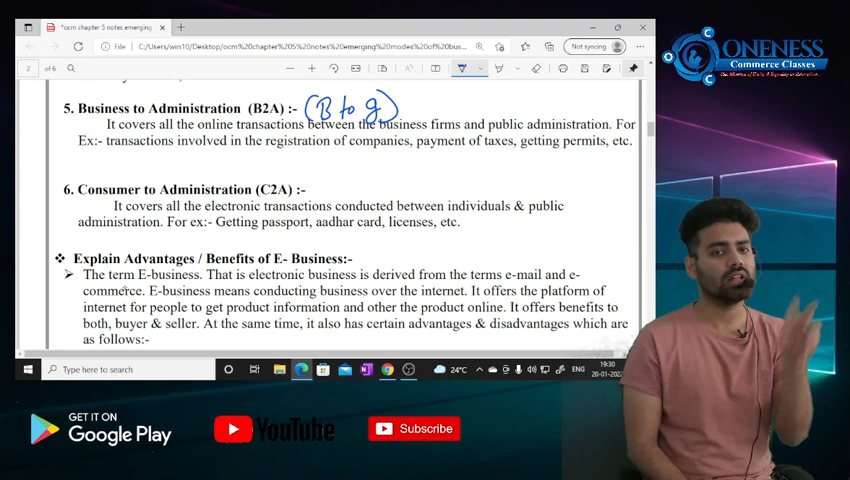 *ocm chapter 5 notes emerging
File
C:/Users/win10/Desktop/ocm%20chapter%205%20notes%20emerging%20modes%20of%20bus...
Not syncing
2 of 6
5. Business to Administration (B2A) :- (B to g)
It covers all the online transactions between the business firms and public administration. For
Ex:- transactions involved in the registration of companies, payment of taxes, getting permits, etc.
6. Consumer to Administration (C2A) :-
It covers all the electronic transactions conducted between individuals & public
administration. For ex:- Getting passport, aadhar card, licenses, etc.
❖ Explain Advantages / Benefits of E- Business:-
➢ The term E-business. That is electronic business is derived from the terms e-mail and e-
commerce. E-business means conducting business over the internet. It offers the platform of
internet for people to get product information and other the product online. It offers benefits to
both, buyer & seller. At the same time, it also has certain advantages & disadvantages which are
as follows:-
Type here to search
24°C
ENG
19:30
ONENESS
Commerce Classes
GET IT ON
Google Play
YouTube
Subscribe